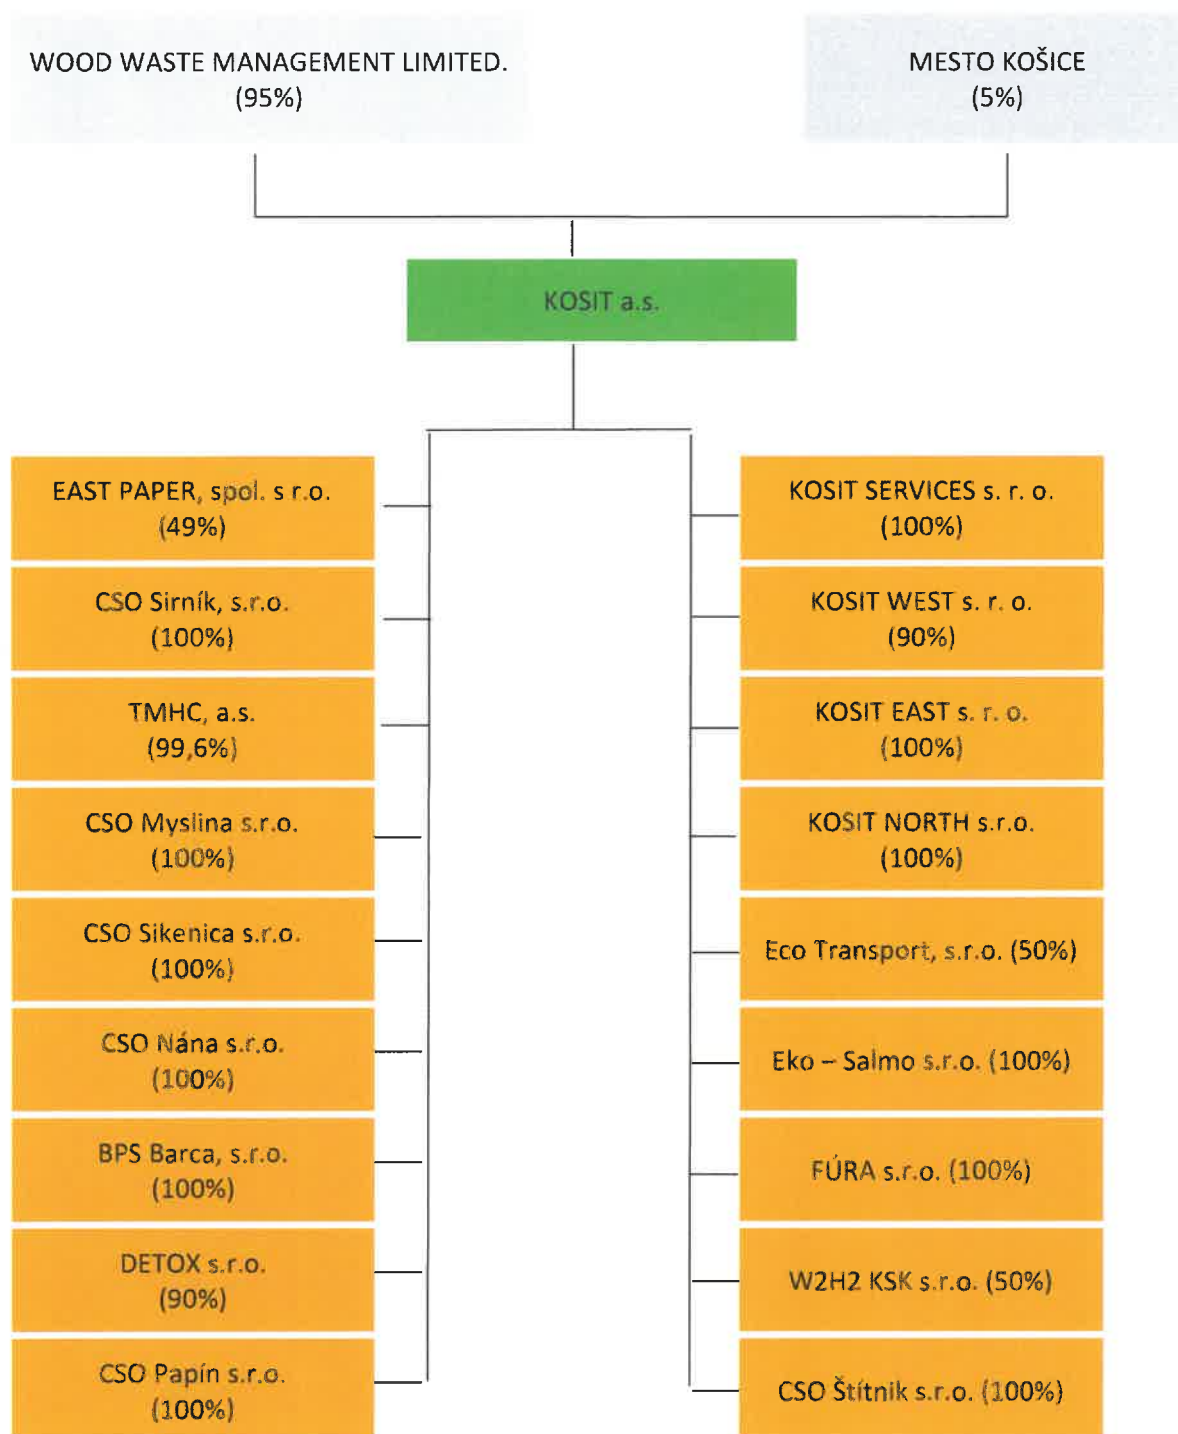 WOOD WASTE MANAGEMENT LIMITED.
(95%)
MESTO KOŠICE
(5%)
KOSIT a.s.
EAST PAPER, spol. s r.o.
(49%)
CSO Sirník, s.r.o.
(100%)
TMHC, a.s.
(99,6%)
CSO Myslina s.r.o.
(100%)
CSO Sikenica s.r.o.
(100%)
CSO Nána s.r.o.
(100%)
BPS Barca, s.r.o.
(100%)
DETOX s.r.o.
(90%)
CSO Papín s.r.o.
(100%)
KOSIT SERVICES s. r. o.
(100%)
KOSIT WEST s. r. o.
(90%)
KOSIT EAST s. r. o.
(100%)
KOSIT NORTH s.r.o.
(100%)
Eco Transport, s.r.o. (50%)
Eko – Salmo s.r.o. (100%)
FÚRA s.r.o. (100%)
W2H2 KSK s.r.o. (50%)
CSO Štítnik s.r.o. (100%)